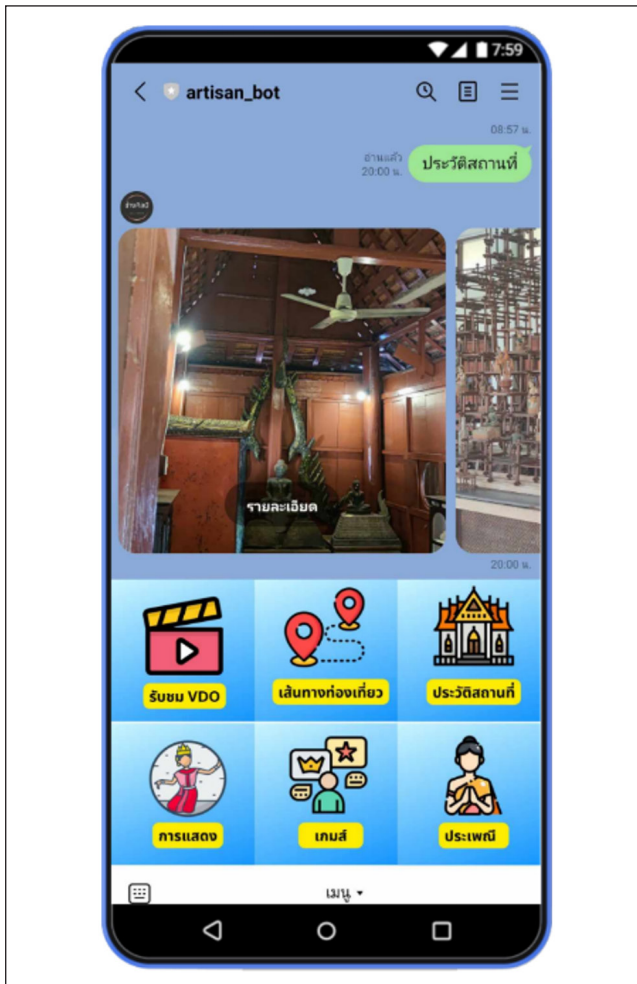 7:59
artisan_bot
08:57 น.
อ่านแล้ว
20:00 น.
ประวัติสถานที่
รายละเอียด
20:00 น.
รับชม VDO
เส้นทางท่องเที่ยว
ประวัติสถานที่
การแสดง
เกมส์
ประเพณี
เมนู